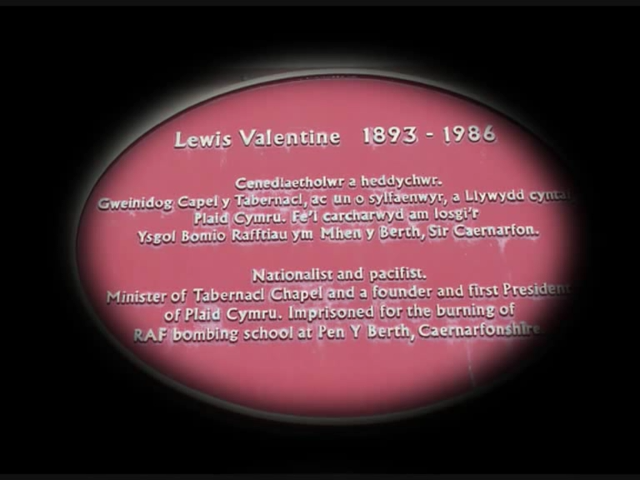 Lewis Valentine 1893 - 1986
Cenedlaetholwr a heddychwr.
Gweinidog Capel y Tabernacl, ac un o sylfaenwyr, a Llywydd cyntaf
Plaid Cymru. Fe'i carcharwyd am losgi'r
Ysgol Bomio Rafftiau ym Mhen y Berth, Sir Caernarfon.
Nationalist and pacifist.
Minister of Tabernacl Chapel and a founder and first President
of Plaid Cymru. Imprisoned for the burning of
RAF bombing school at Pen Y Berth, Caernarfonshire.